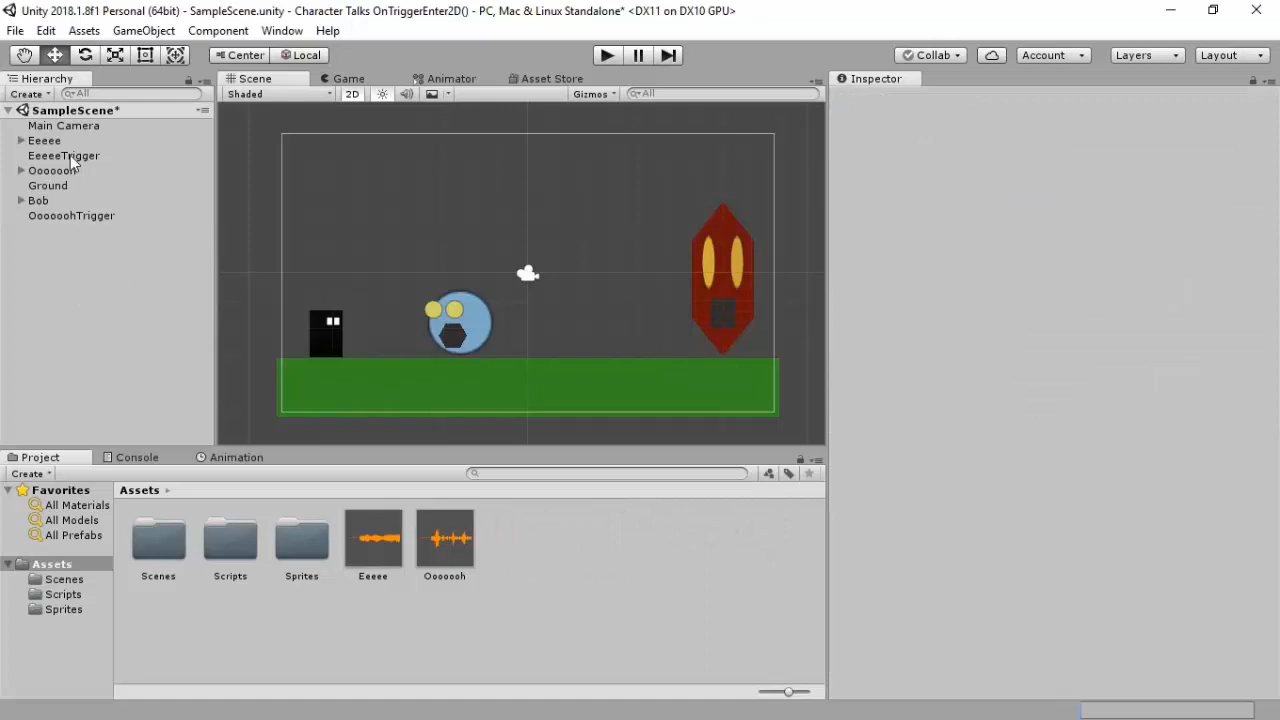 Unity 2018.1.8f1 Personal (64bit) - SampleScene.unity - Character Talks OnTriggerEnter2D() - PC, Mac & Linux Standalone* <DX11 on DX10 GPU>
File Edit Assets GameObject Component Window Help
Center Local Collab Account Layers Layout
Hierarchy Scene Game Animator Asset Store Inspector
Create All Shaded 2D Gizmos All
SampleScene*
Main Camera
Eeeee
EeeeeTrigger
Ooooooh
Ground
Bob
OooooohTrigger
Project Console Animation
Create
Favorites Assets
All Materials
All Models
All Prefabs
Assets
Scenes
Scripts
Sprites
Scenes Scripts Sprites Eeeee Ooooooh